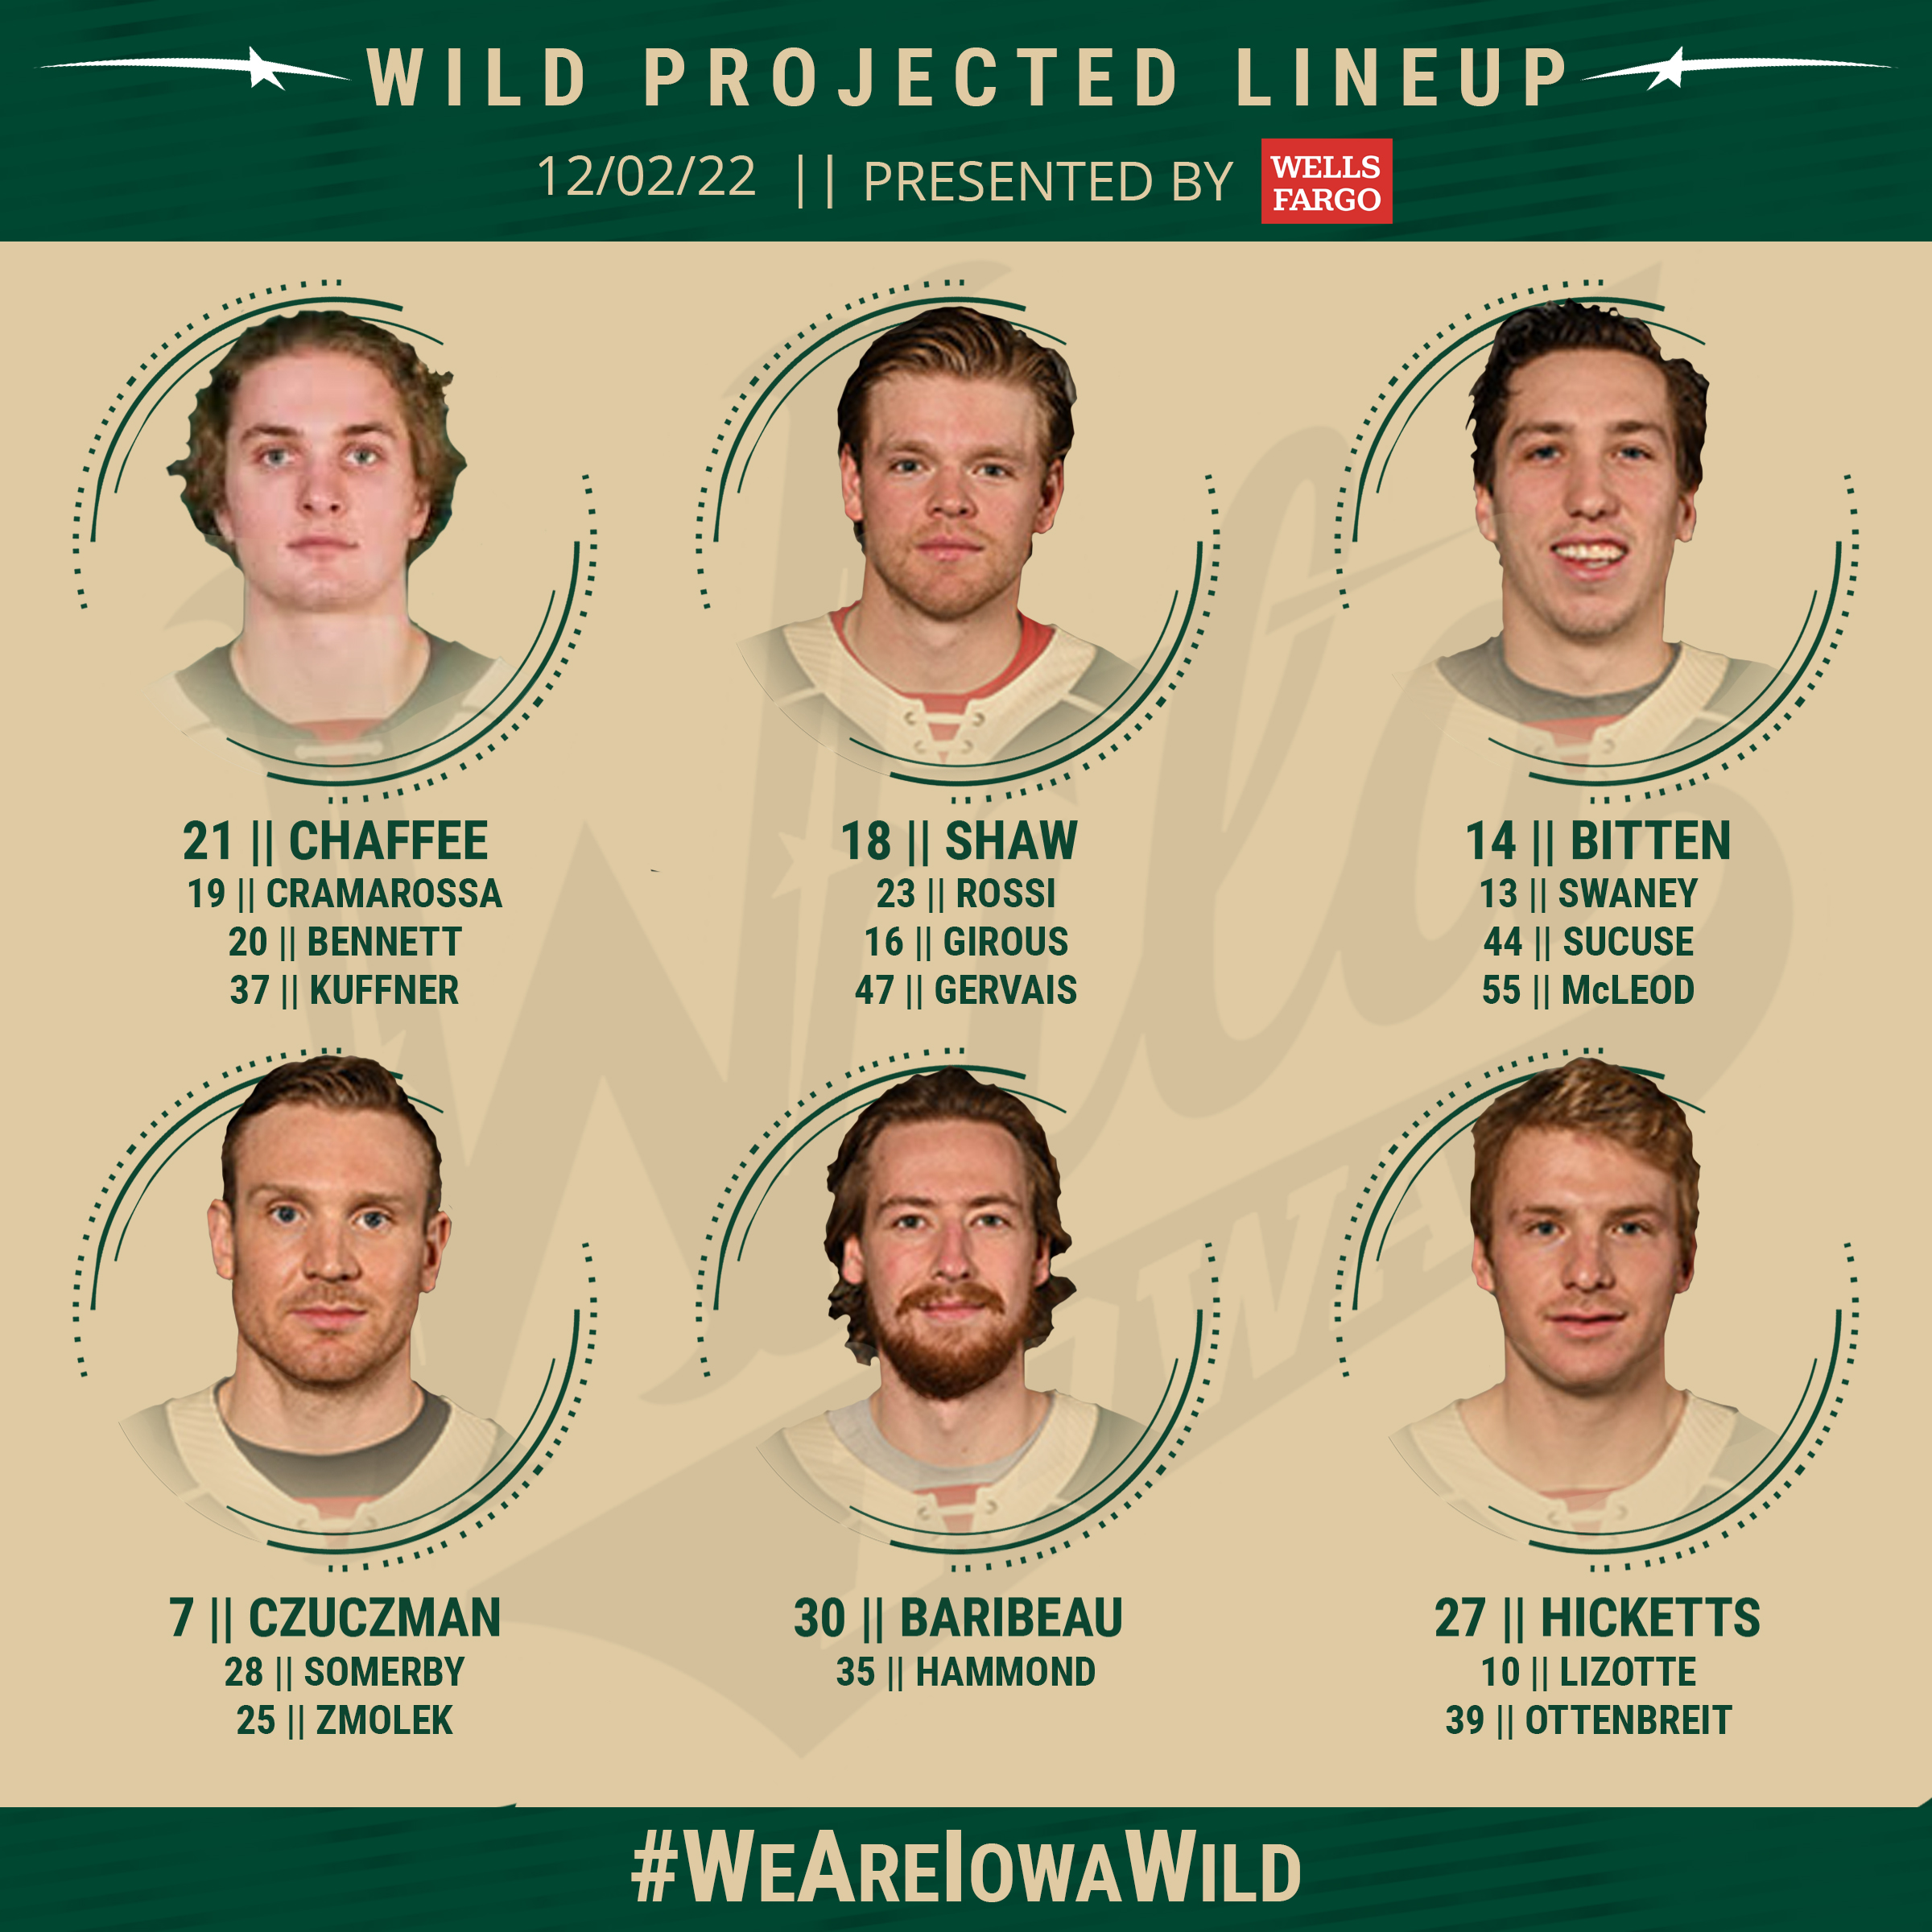 WILD PROJECTED LINEUP
12/02/22 || PRESENTED BY WELLS FARGO
21 || CHAFFEE
19 || CRAMAROSSA
20 || BENNETT
37 || KUFFNER
18 || SHAW
23 || ROSSI
16 || GIROUS
47 || GERVAIS
14 || BITTEN
13 || SWANEY
44 || SUCUSE
55 || McLEOD
7 || CZUCZMAN
28 || SOMERBY
25 || ZMOLEK
30 || BARIBEAU
35 || HAMMOND
27 || HICKETTS
10 || LIZOTTE
39 || OTTENBREIT
Wild
IOWA
#WeAreIowaWild